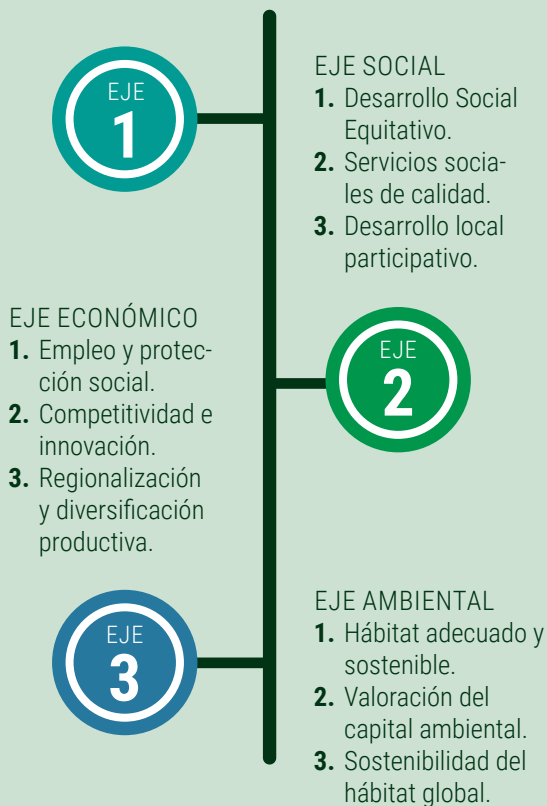 EJE
1
EJE SOCIAL
1. Desarrollo Social
Equitativo.
2. Servicios socia-
les de calidad.
3. Desarrollo local
participativo.
EJE
2
EJE ECONÓMICO
1. Empleo y protec-
ción social.
2. Competitividad e
innovación.
3. Regionalización
y diversificación
productiva.
EJE
3
EJE AMBIENTAL
1. Hábitat adecuado y
sostenible.
2. Valoración del
capital ambiental.
3. Sostenibilidad del
hábitat global.